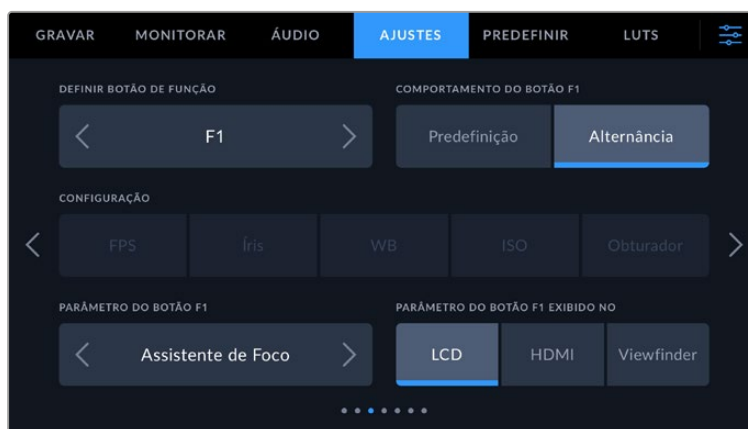 GRAVAR MONITORAR ÁUDIO AJUSTES PREDEFINIR LUTS
DEFINIR BOTÃO DE FUNÇÃO COMPORTAMENTO DO BOTÃO F1
F1 Predefinição Alternância
CONFIGURAÇÃO
FPS Íris WB ISO Obturador
PARÂMETRO DO BOTÃO F1 PARÂMETRO DO BOTÃO F1 EXIBIDO NO
Assistente de Foco LCD HDMI Viewfinder